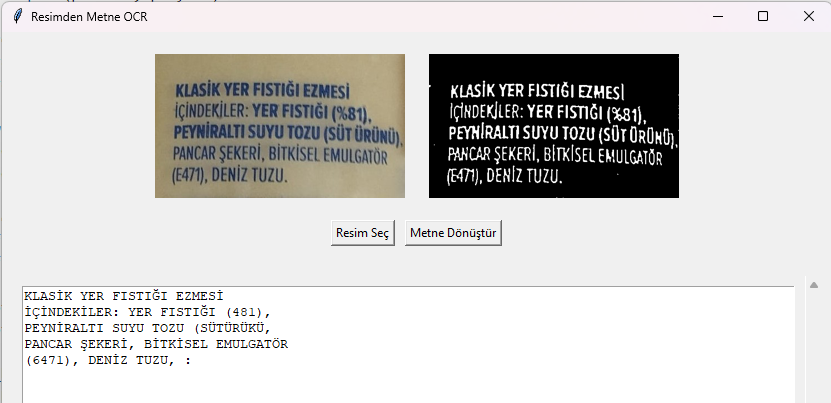 Resimden Metne OCR
KLASİK YER FISTIĞI EZMESİ
İÇİNDEKİLER: YER FISTIĞI (%81),
PEYNİRALTI SUYU TOZU (SÜT ÜRÜNÜ),
PANCAR ŞEKERİ, BİTKİSEL EMULGATÖR
(E471), DENİZ TUZU.
KLASİK YER FISTIĞI EZMESİ
İÇİNDEKİLER: YER FISTIĞI (%81),
PEYNİRALTI SUYU TOZU (SÜT ÜRÜNÜ),
PANCAR ŞEKERİ, BİTKİSEL EMULGATÖR
(E471), DENİZ TUZU.
Resim Seç
Metne Dönüştür
KLASİK YER FISTIĞI EZMESİ
İÇİNDEKİLER: YER FISTIĞI (481),
PEYNİRALTI SUYU TOZU (SÜTÜRÜKÜ,
PANCAR ŞEKERİ, BİTKİSEL EMULGATÖR
(6471), DENİZ TUZU, :